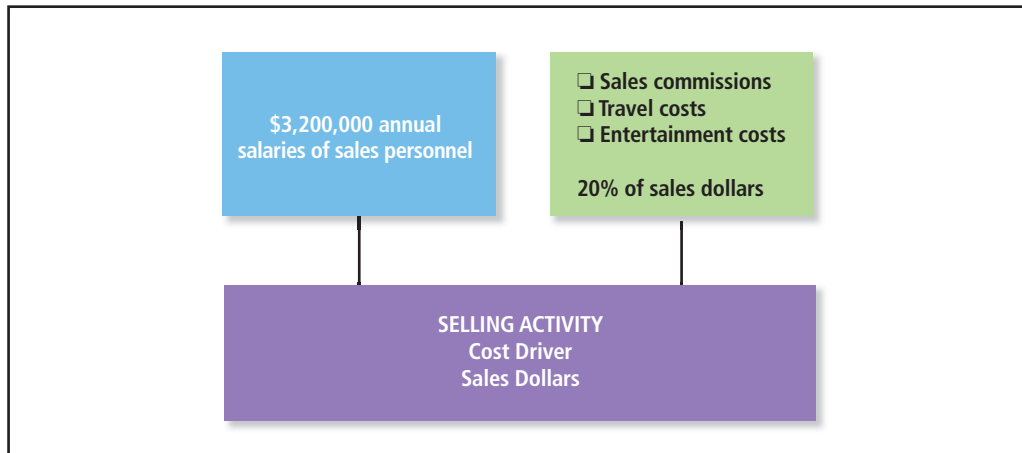 $3,200,000 annual
salaries of sales personnel
❏ Sales commissions
❏ Travel costs
❏ Entertainment costs
20% of sales dollars
SELLING ACTIVITY
Cost Driver
Sales Dollars